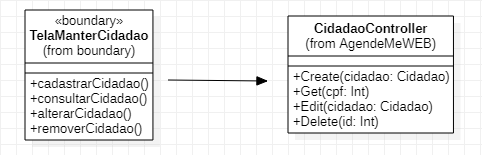 «boundary»
TelaManterCidadao
(from boundary)
+cadastrarCidadao()
+consultarCidadao()
+alterarCidadao()
+removerCidadao()
CidadaoController
(from AgendeMeWEB)
+Create(cidadao: Cidadao)
+Get(cpf: Int)
+Edit(cidadao: Cidadao)
+Delete(id: Int)